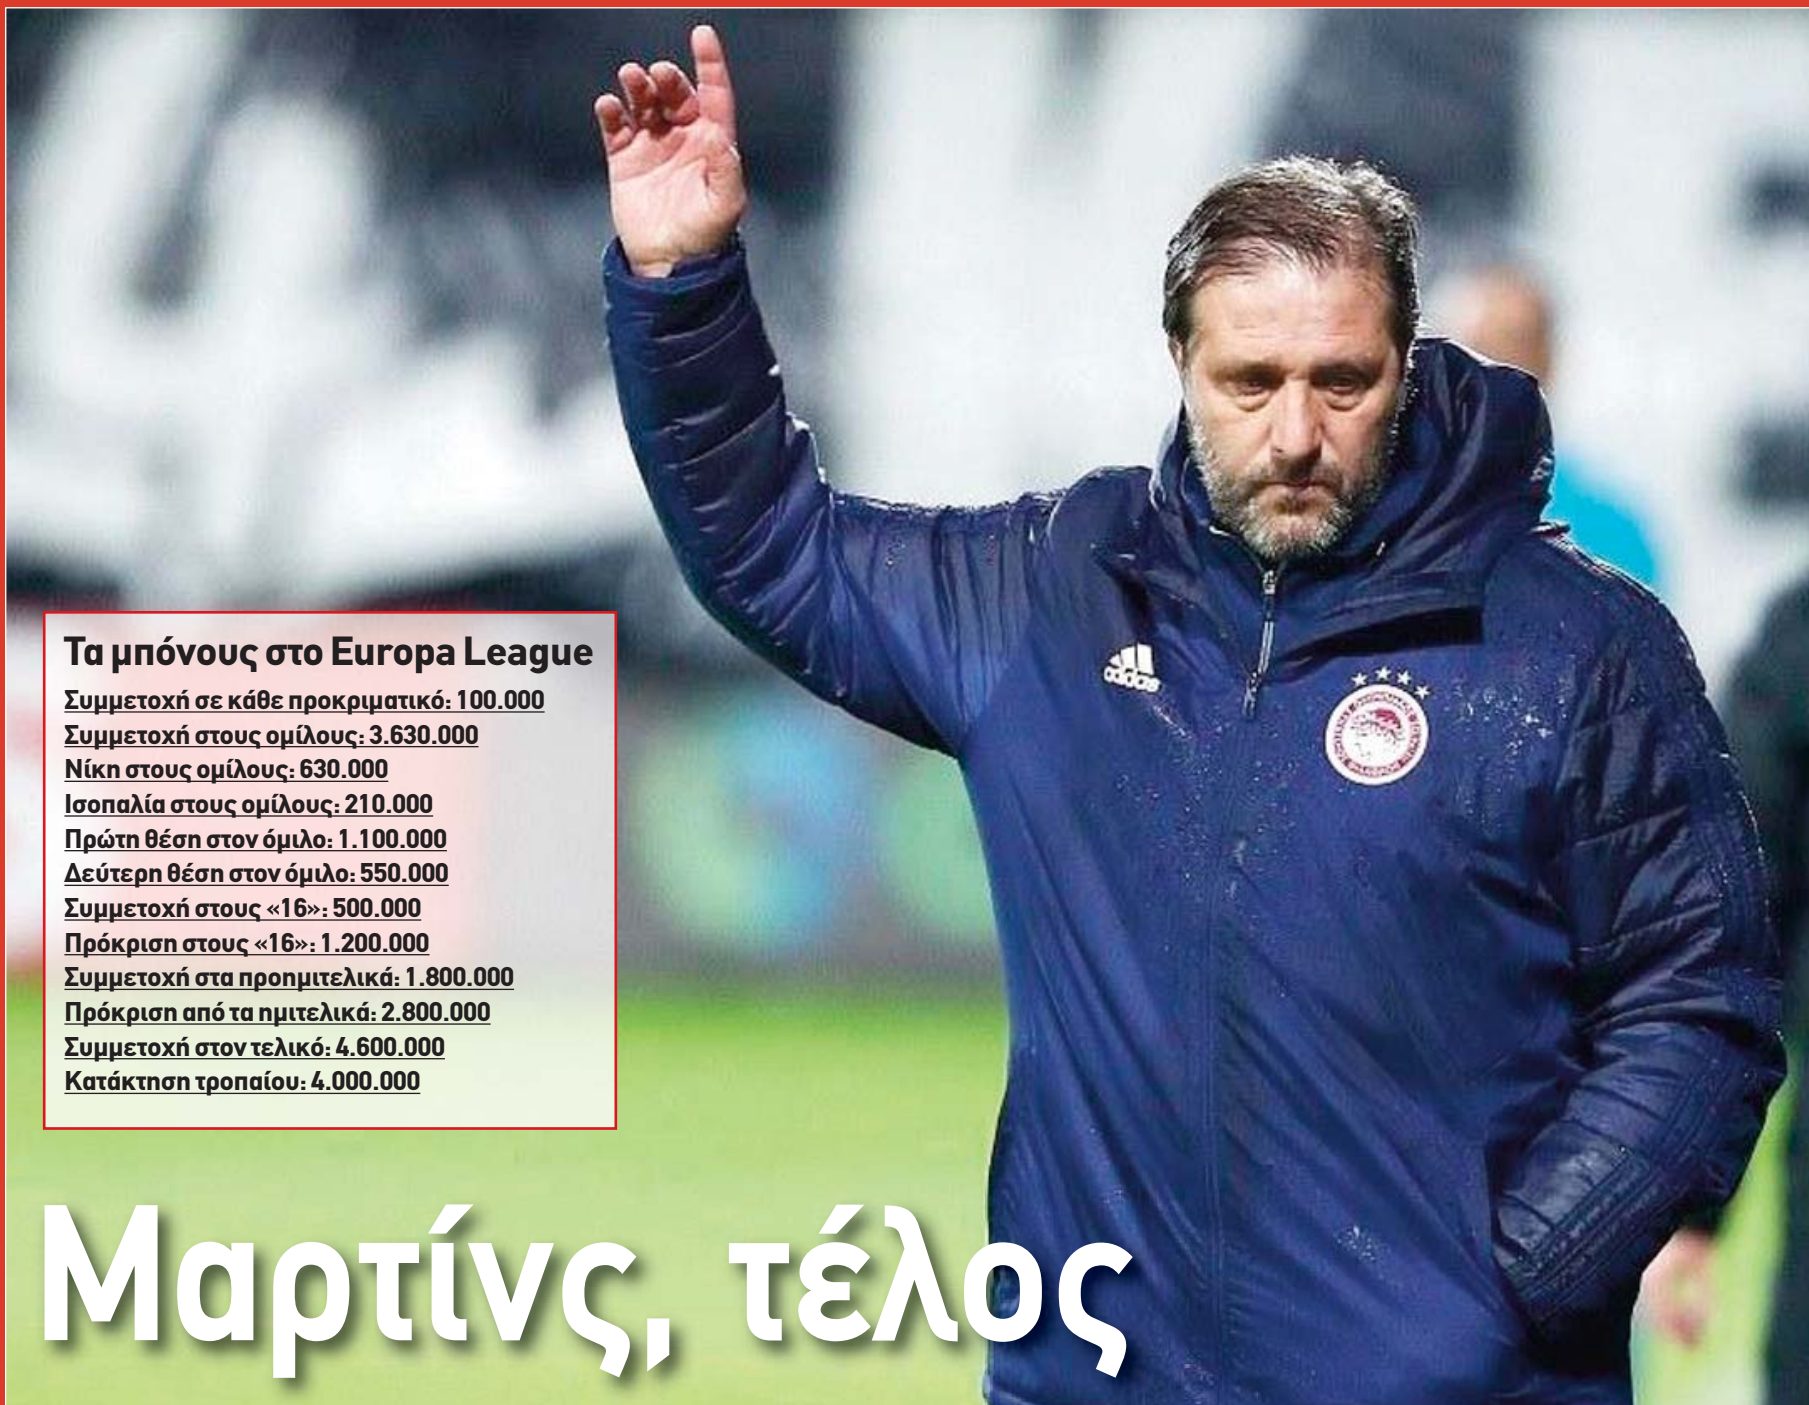 Τα μπόνους στο Europa League
Συμμετοχή σε κάθε προκριματικό: 100.000
Συμμετοχή στους ομίλους: 3.630.000
Νίκη στους ομίλους: 630.000
Ισοπαλία στους ομίλους: 210.000
Πρώτη θέση στον όμιλο: 1.100.000
Δεύτερη θέση στον όμιλο: 550.000
Συμμετοχή στους «16»: 500.000
Πρόκριση στους «16»: 1.200.000
Συμμετοχή στα προημιτελικά: 1.800.000
Πρόκριση από τα ημιτελικά: 2.800.000
Συμμετοχή στον τελικό: 4.600.000
Κατάκτηση τροπαίου: 4.000.000
adidas
Μαρτίνς, τέλος